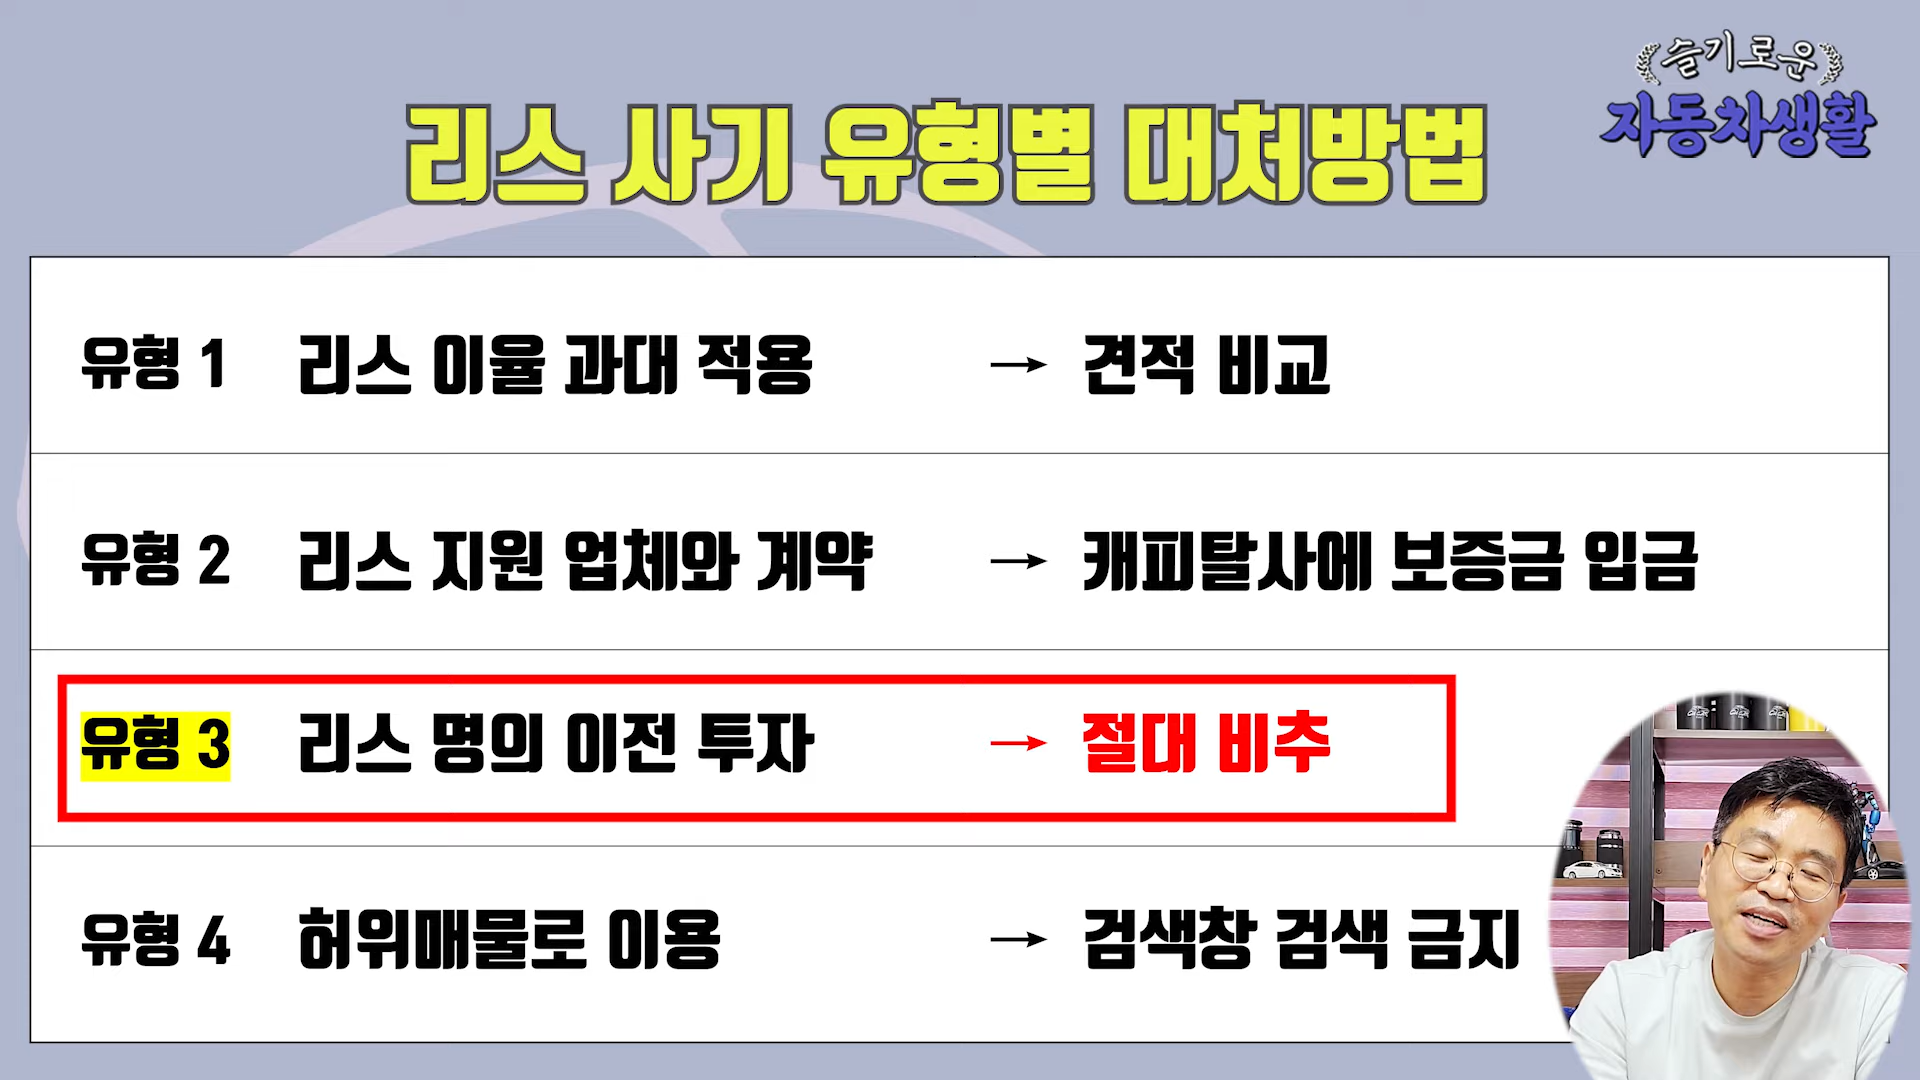 슬기로운
자동차생활
리스 사기 유형별 대처방법
유형 1 리스 이율 과대 적용 → 견적 비교
유형 2 리스 지원 업체와 계약 → 캐피탈사에 보증금 입금
유형 3 리스 명의 이전 투자 → 절대 비추
유형 4 허위매물로 이용 → 검색창 검색 금지